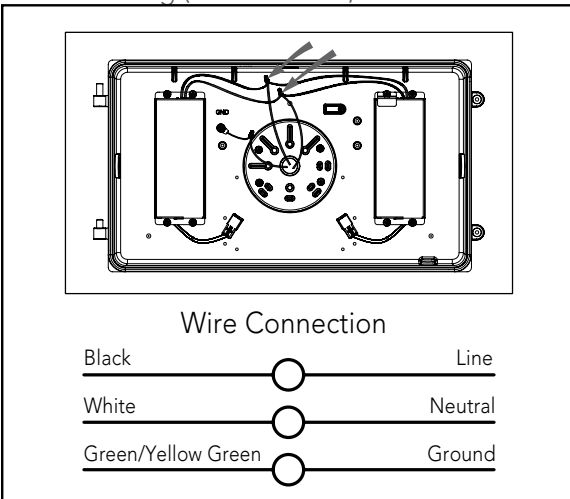 GND
Wire Connection
Black Line
White Neutral
Green/Yellow Green Ground